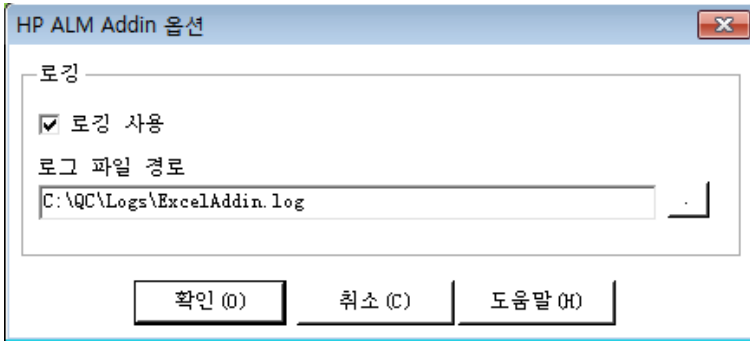 HP ALM Addin 옵션
로깅
로깅 사용
로그 파일 경로
C:\QC\Logs\ExcelAddin.log
.
확인(O) 취소(C) 도움말(H)